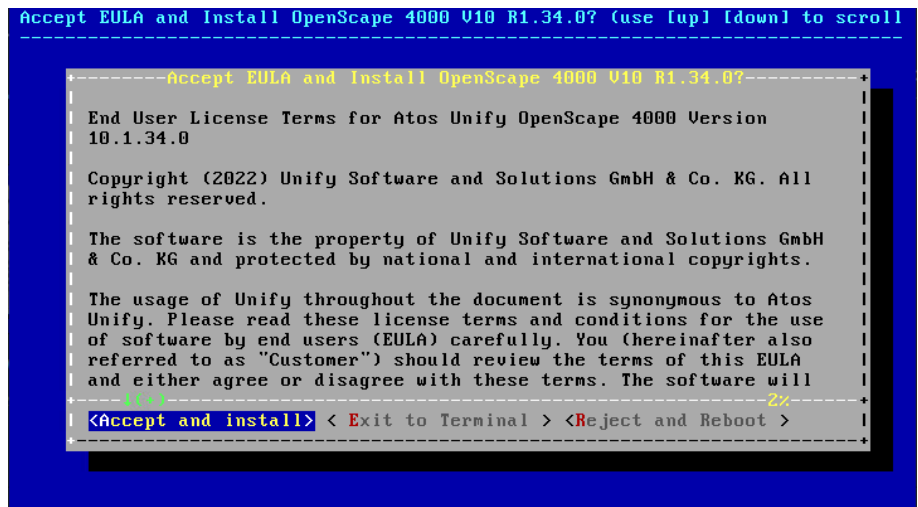 Accept EULA and Install OpenScape 4000 V10 R1.34.0? (use [up] [down] to scroll
Accept EULA and Install OpenScape 4000 V10 R1.34.0?
End User License Terms for Atos Unify OpenScape 4000 Version
10.1.34.0
Copyright (2022) Unify Software and Solutions GmbH & Co. KG. All
rights reserved.
The software is the property of Unify Software and Solutions GmbH
& Co. KG and protected by national and international copyrights.
The usage of Unify throughout the document is synonymous to Atos
Unify. Please read these license terms and conditions for the use
of software by end users (EULA) carefully. You (hereinafter also
referred to as "Customer") should review the terms of this EULA
and either agree or disagree with these terms. The software will
↓(+) 2%
<Accept and install> < Exit to Terminal > <Reject and Reboot >